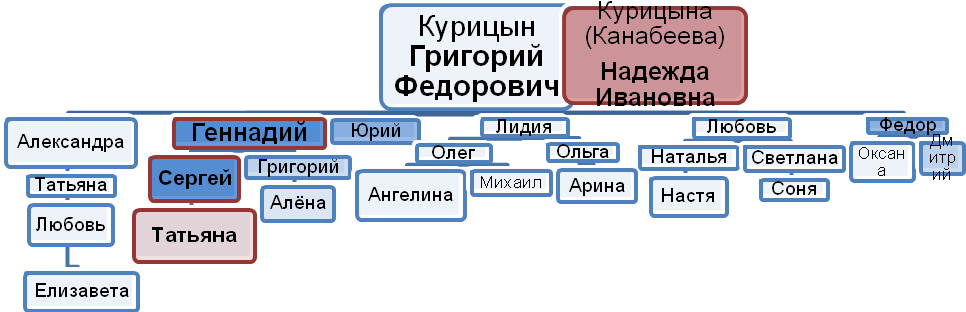 Курицын
Григорий
Федорович
Курицына
(Канабеева)
Надежда
Ивановна
Александра
Геннадий
Юрий
Лидия
Любовь
Федор
Татьяна
Сергей
Григорий
Олег
Ольга
Наталья
Светлана
Оксан
а
Дм
итр
ий
Любовь
Татьяна
Алёна
Ангелина
Михаил
Арина
Настя
Соня
Елизавета